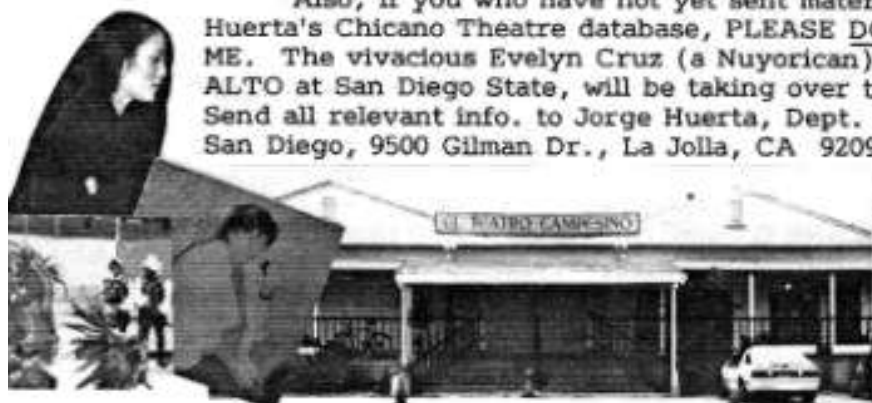 Also, if you who have not yet sent mater
Huerta's Chicano Theatre database, PLEASE DO
ME. The vivacious Evelyn Cruz (a Nuyorican)
ALTO at San Diego State, will be taking over t
Send all relevant info. to Jorge Huerta, Dept.
San Diego, 9500 Gilman Dr., La Jolla, CA 9209
EL TEATRO CAMPESINO